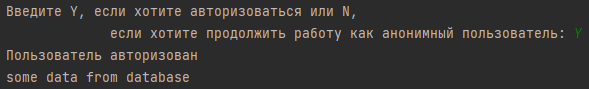 Введите Y, если хотите авторизоваться или N,
если хотите продолжить работу как анонимный пользователь: Y
Пользователь авторизован
some data from database